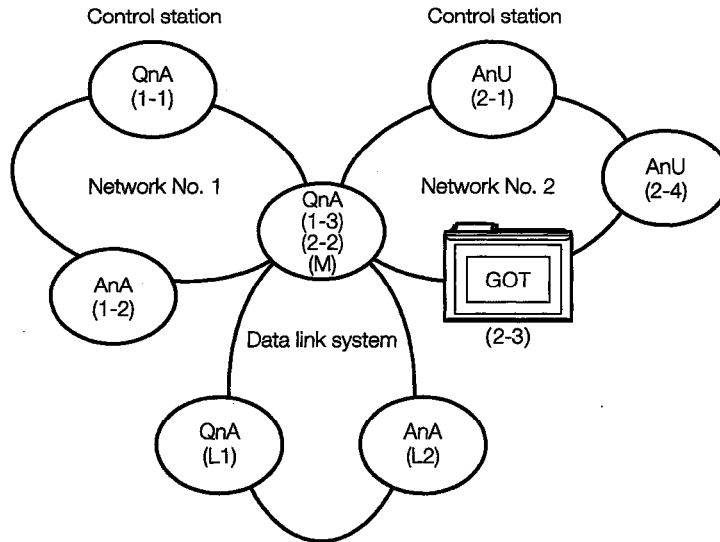 Control station
Control station
QnA
(1-1)
AnU
(2-1)
AnU
(2-4)
Network No. 1
Network No. 2
QnA
(1-3)
(2-2)
(M)
AnA
(1-2)
GOT
(2-3)
Data link system
QnA
(L1)
AnA
(L2)